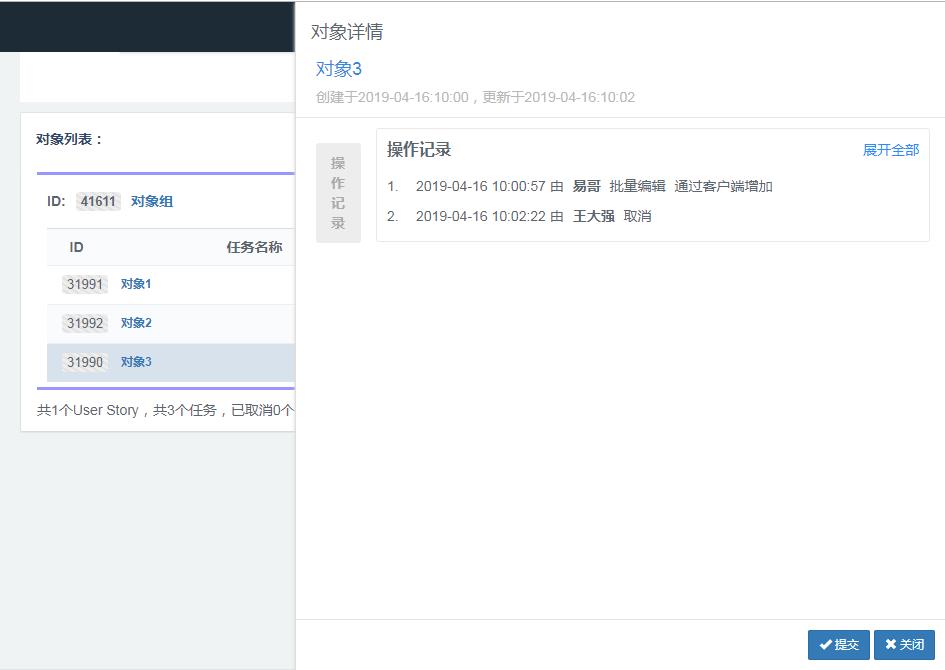 对象详情
对象3
创建于2019-04-16:10:00，更新于2019-04-16:10:02
对象列表：
ID: 41611 对象组
ID 任务名称
31991 对象1
31992 对象2
31990 对象3
共1个User Story，共3个任务，已取消0个
操作记录
操作记录 展开全部
1. 2019-04-16 10:00:57 由 易哥 批量编辑 通过客户端增加
2. 2019-04-16 10:02:22 由 王大强 取消
提交 关闭